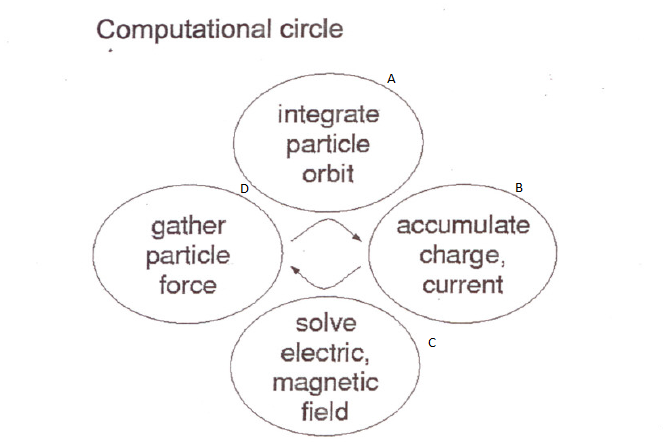 Computational circle
A
integrate
particle
orbit
D
gather
particle
force
B
accumulate
charge,
current
C
solve
electric,
magnetic
field